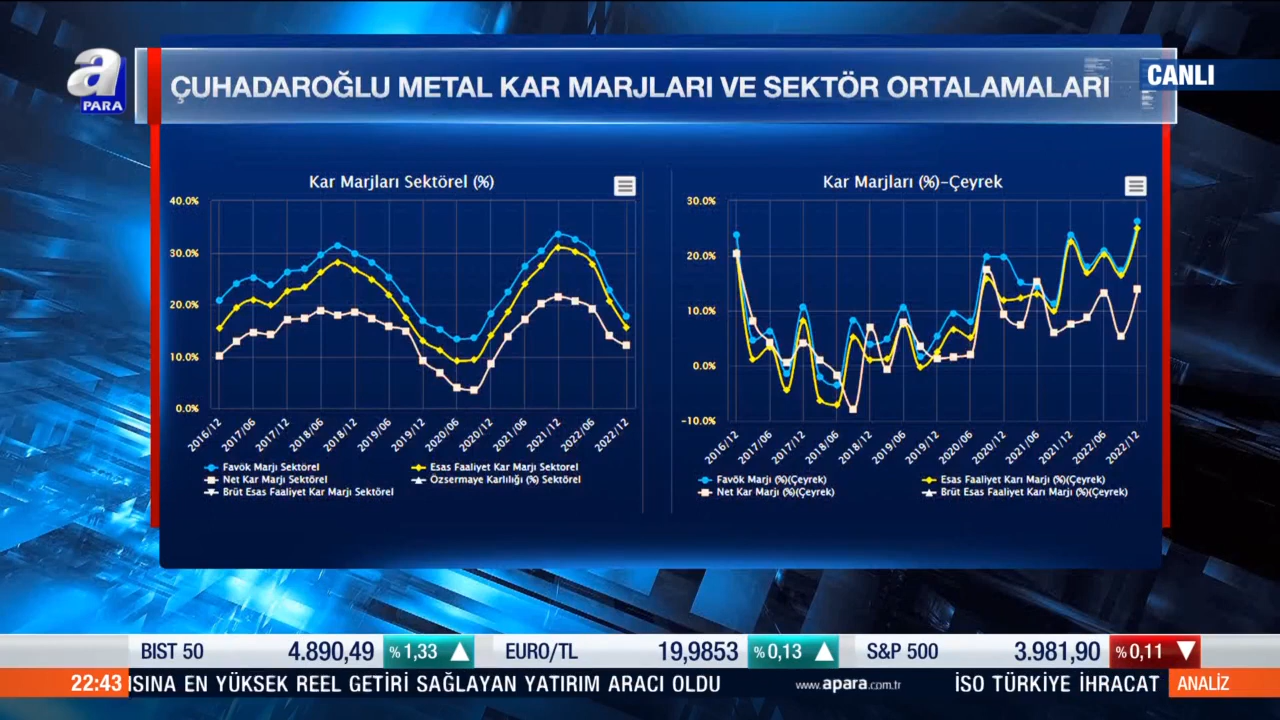 a
PARA
ÇUHADAROĞLU METAL KAR MARJLARI VE SEKTÖR ORTALAMALARI
CANLI
Kar Marjları Sektörel (%)
40.0%
30.0%
20.0%
10.0%
0.0%
2016/12
2017/06
2017/12
2018/06
2018/12
2019/06
2019/12
2020/06
2020/12
2021/06
2021/12
2022/06
2022/12
Favök Marjı Sektörel
Esas Faaliyet Kar Marjı Sektörel
Net Kar Marjı Sektörel
Özsermaye Karlılığı (%) Sektörel
Brüt Esas Faaliyet Kar Marjı Sektörel
Kar Marjları (%)-Çeyrek
30.0%
20.0%
10.0%
0.0%
-10.0%
2016/12
2017/06
2017/12
2018/06
2018/12
2019/06
2019/12
2020/06
2020/12
2021/06
2021/12
2022/06
2022/12
Favök Marjı (%)(Çeyrek)
Esas Faaliyet Karı Marjı (%)(Çeyrek)
Net Kar Marjı (%)(Çeyrek)
Brüt Esas Faaliyet Karı Marjı (%)(Çeyrek)
BIST 50 4.890,49 %1,33 EURO/TL 19,9853 %0,13 S&P 500 3.981,90 %0,11
22:43 ISINA EN YÜKSEK REEL GETİRİ SAĞLAYAN YATIRIM ARACI OLDU www.apara.com.tr İSO TÜRKİYE İHRACAT ANALİZ